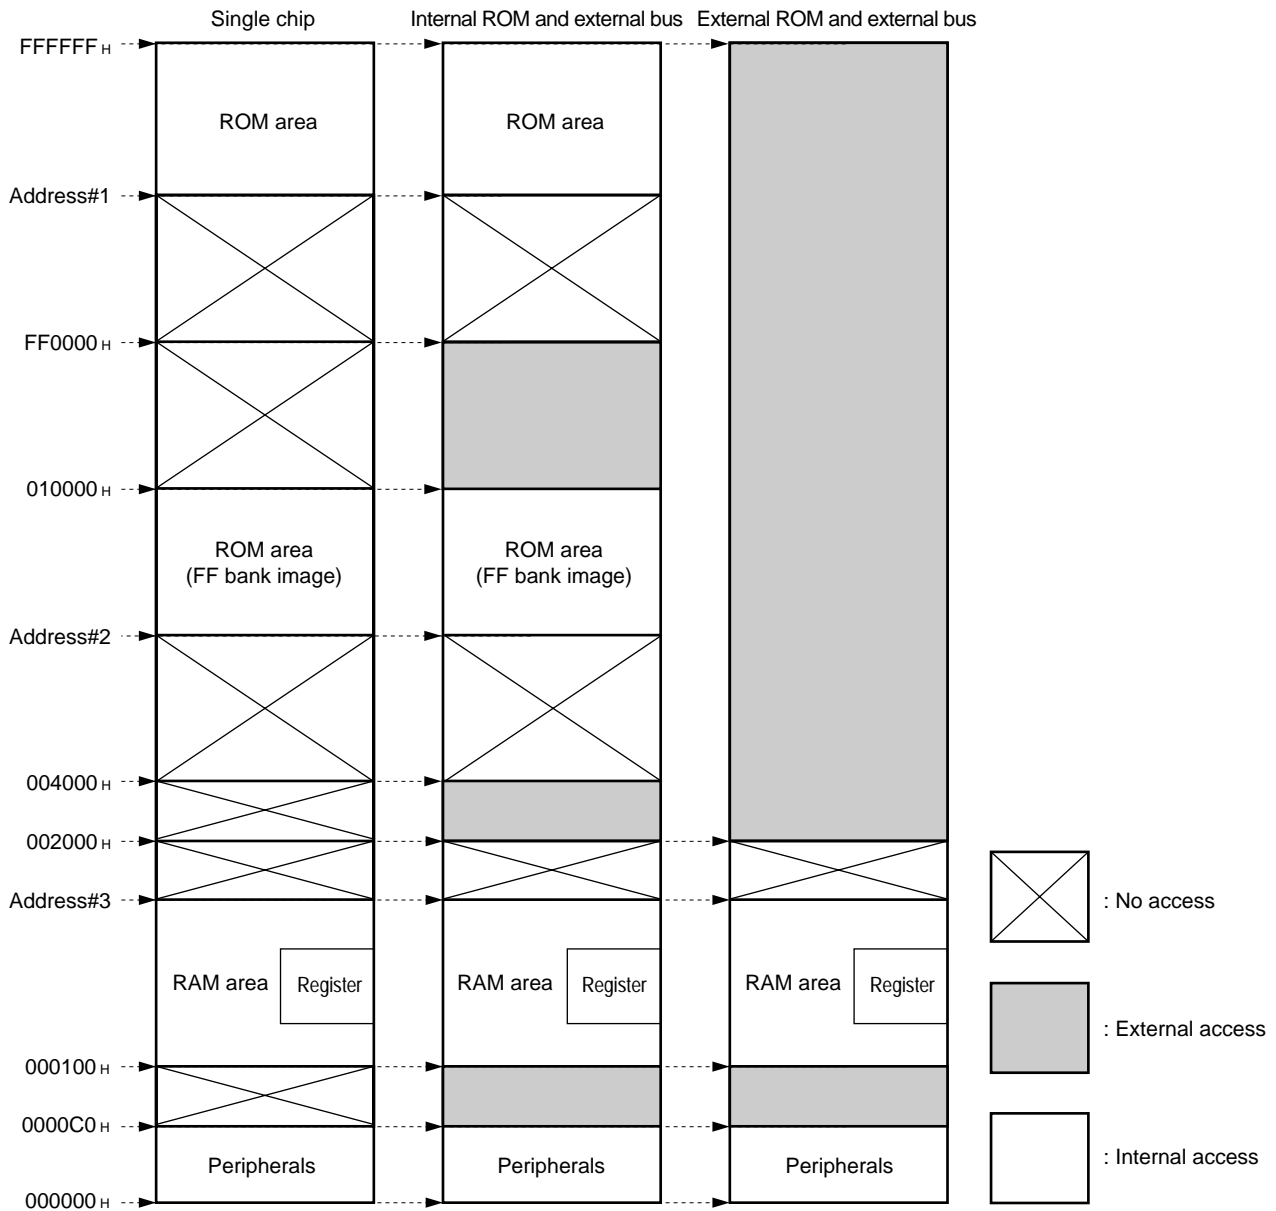 Single chip
Internal ROM and external bus
External ROM and external bus
FFFFFF H
ROM area
ROM area
Address#1
FF0000 H
010000 H
ROM area
(FF bank image)
ROM area
(FF bank image)
Address#2
004000 H
002000 H
Address#3
: No access
RAM area
Register
RAM area
Register
RAM area
Register
: External access
000100 H
0000C0 H
Peripherals
Peripherals
Peripherals
: Internal access
000000 H